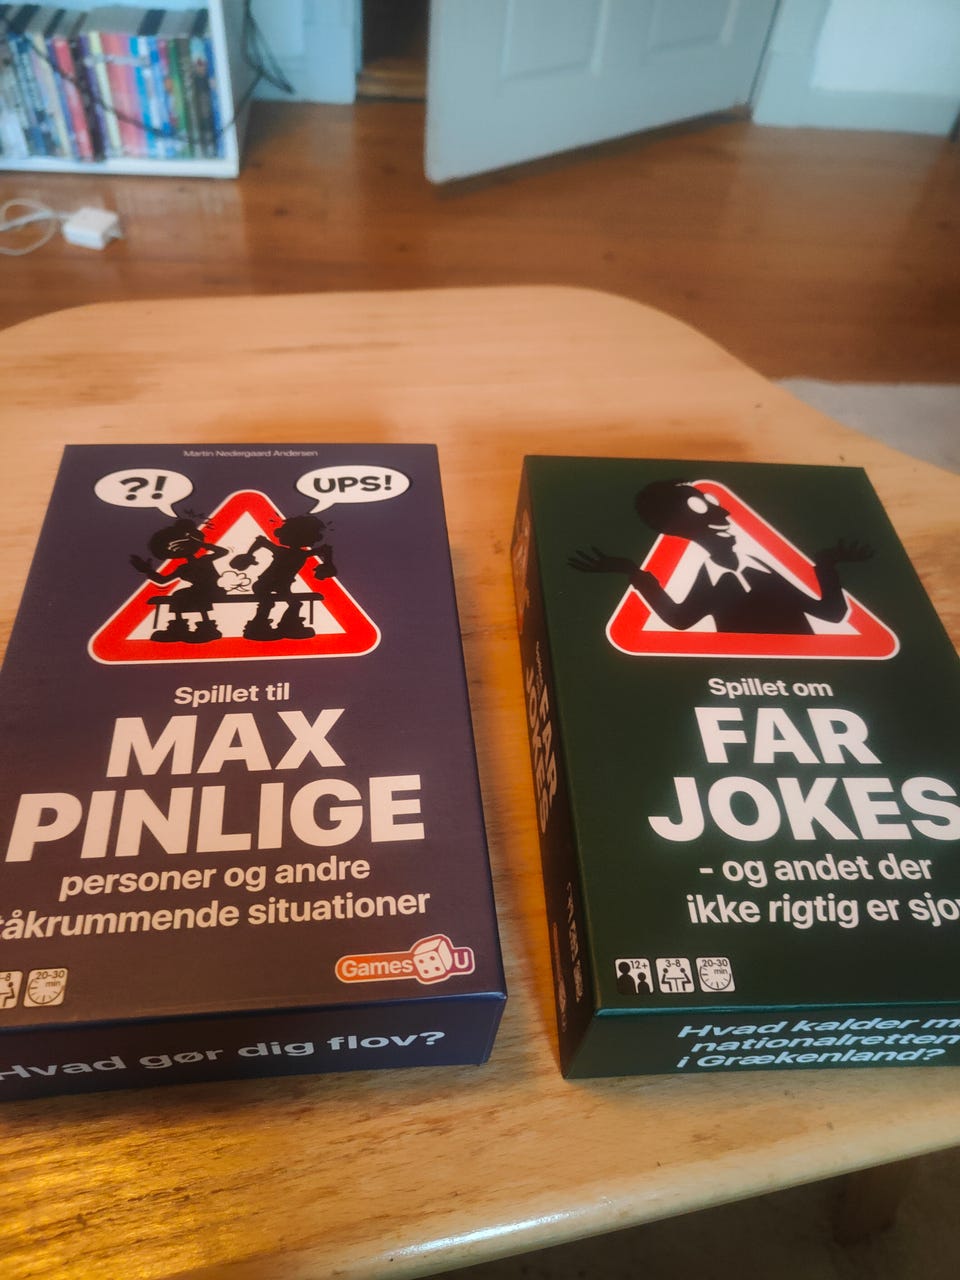 Martin Nedergaard Andersen
?!
UPS!
Spillet til
MAX
PINLIGE
personer og andre
tåkrummende situationer
20-30
min
Games U
Hvad gør dig flov?
FAR
JOKES
Spillet om
FAR
JOKES
- og andet der
ikke rigtig er
12+
3-8
20-30
min
Hvad kalder
nationalretten
i Grækenland?